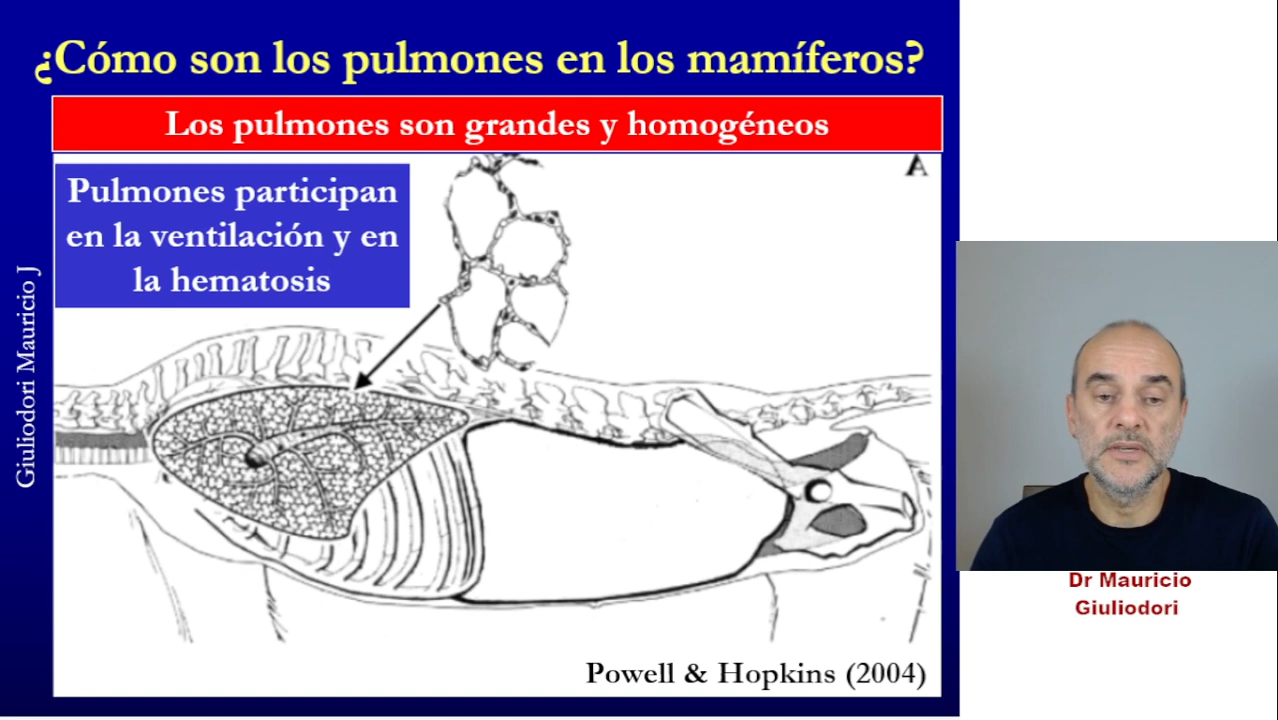 ¿Cómo son los pulmones en los mamíferos?
Los pulmones son grandes y homogéneos
A
Pulmones participan
en la ventilación y en
la hematosis
Giuliodori Mauricio J
Powell & Hopkins (2004)
Dr Mauricio
Giuliodori